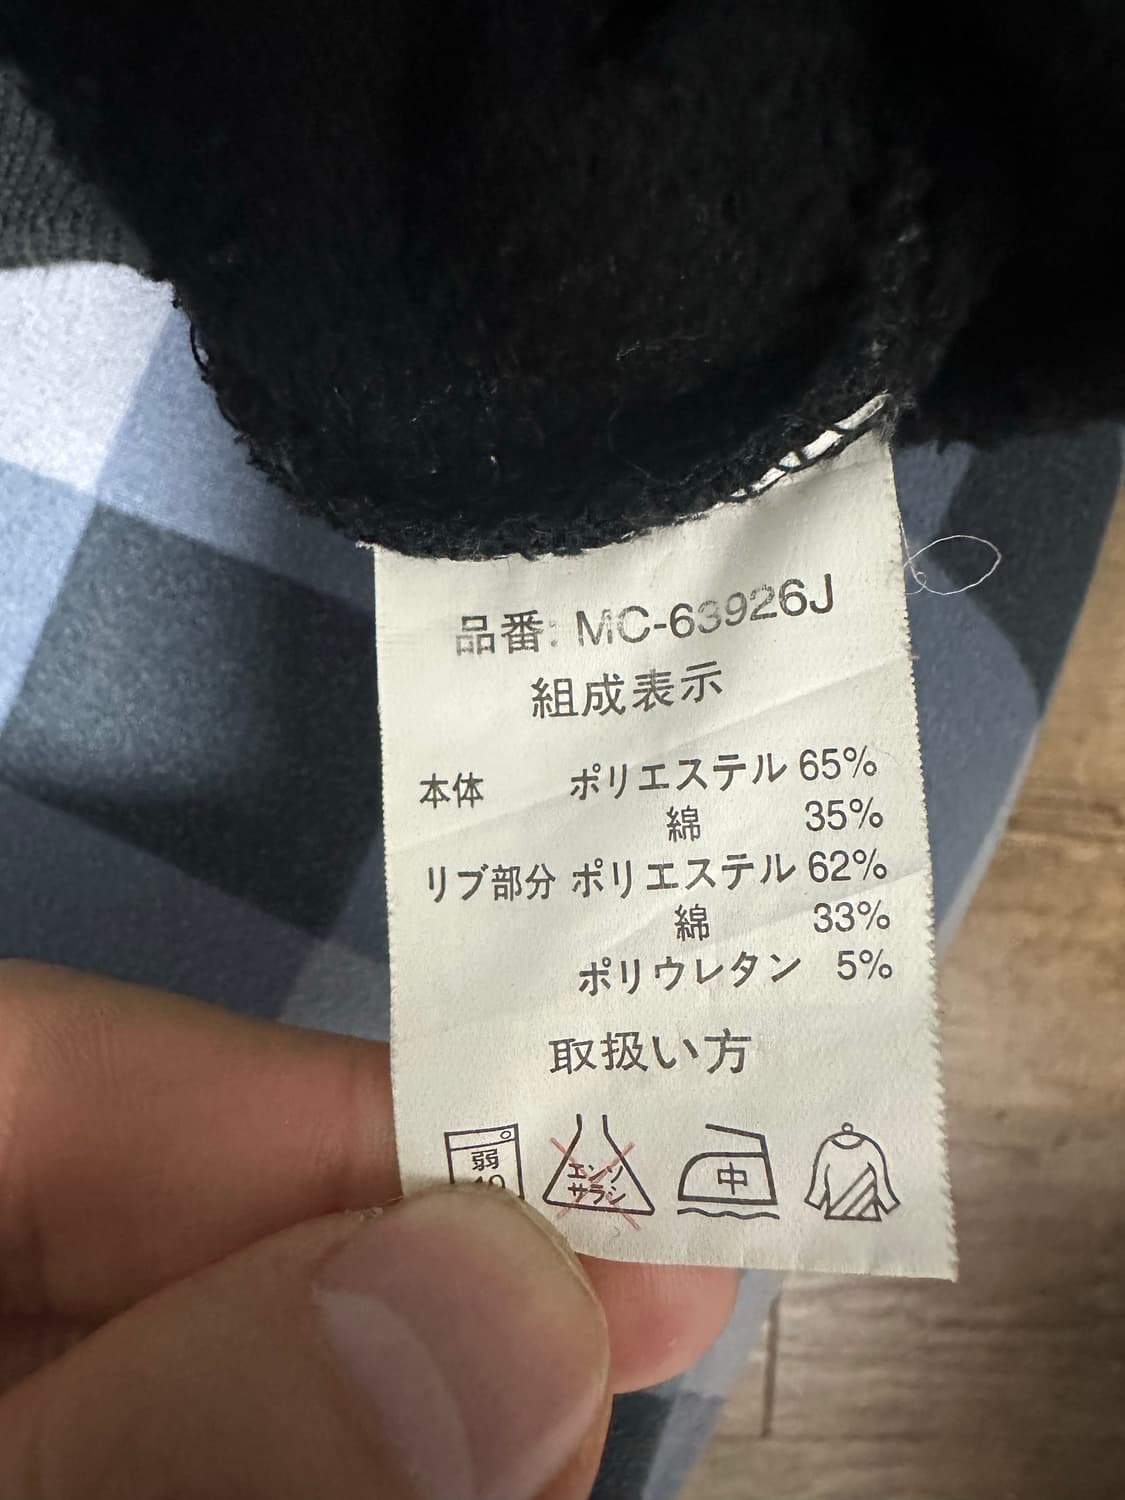 品番: MC-63926J
組成表示
本体 ポリエステル 65%
綿 35%
リブ部分 ポリエステル 62%
綿 33%
ポリウレタン 5%
取扱い方
弱
エンソ
サラシ
中